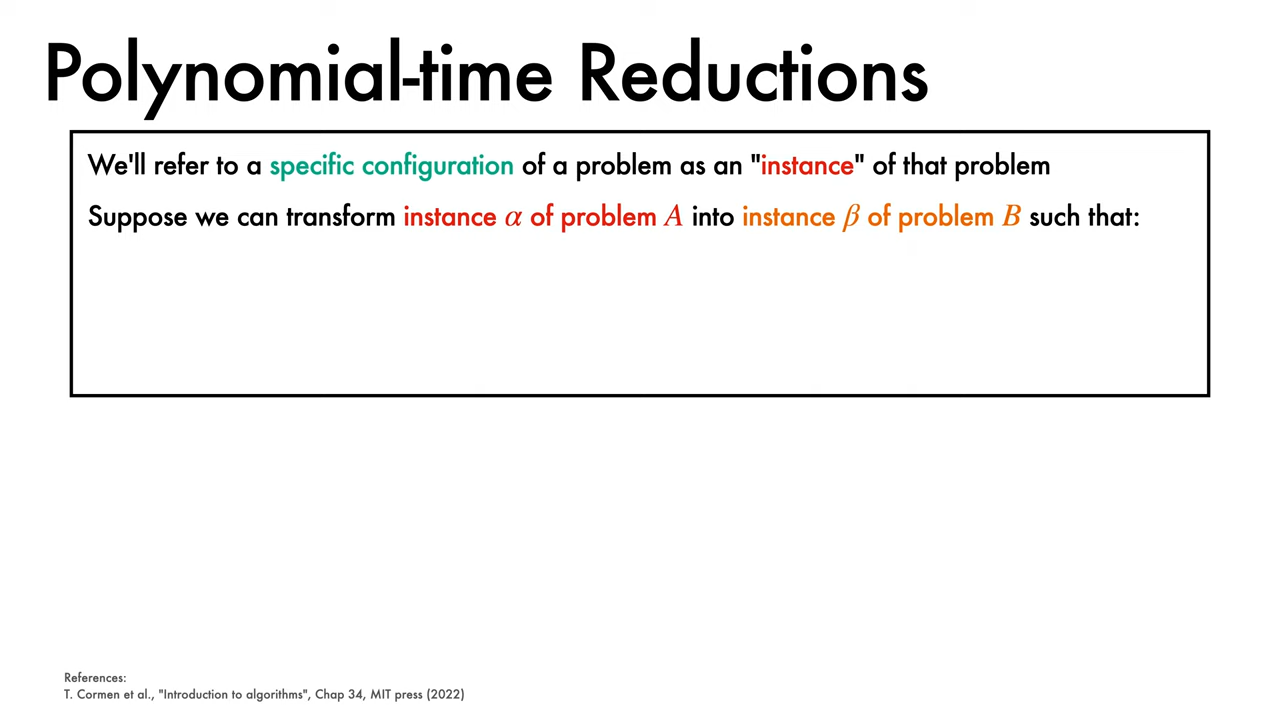 Polynomial-time Reductions
We'll refer to a specific configuration of a problem as an "instance" of that problem
Suppose we can transform instance α of problem A into instance β of problem B such that:
References:
T. Cormen et al., "Introduction to algorithms", Chap 34, MIT press (2022)